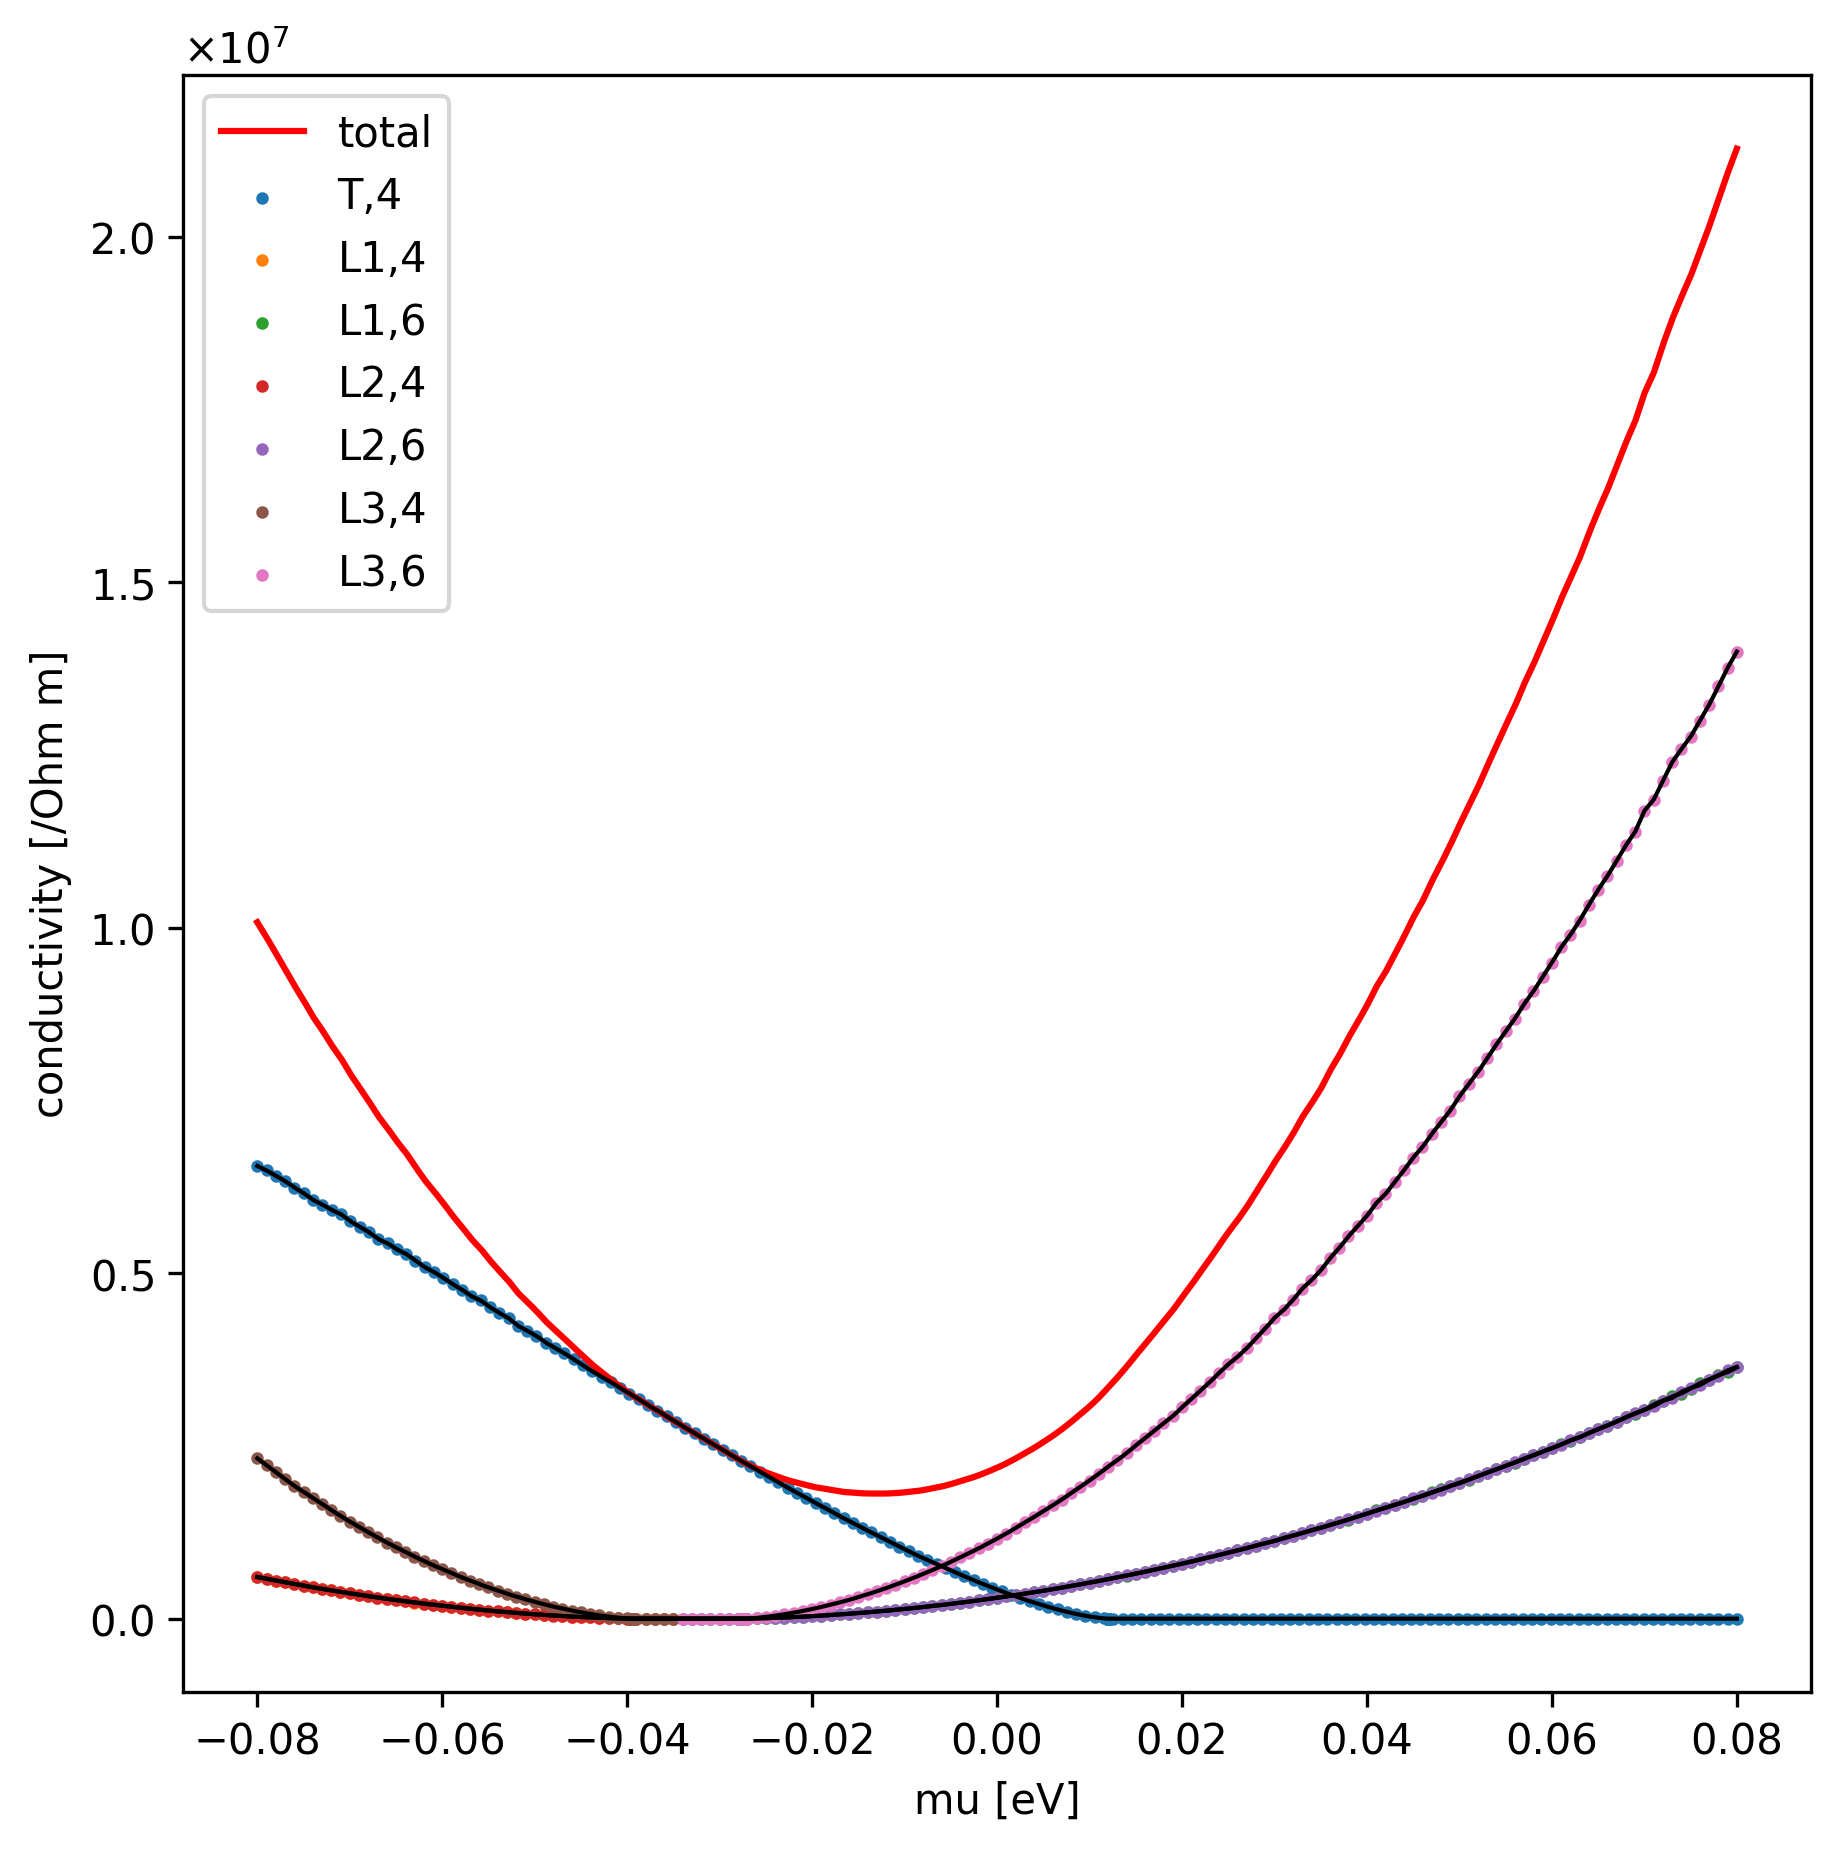 ×10⁷
total
T,4
L1,4
L1,6
L2,4
L2,6
L3,4
L3,6
2.0
1.5
1.0
0.5
0.0
conductivity [/Ohm m]
−0.08 −0.06 −0.04 −0.02 0.00 0.02 0.04 0.06 0.08
mu [eV]